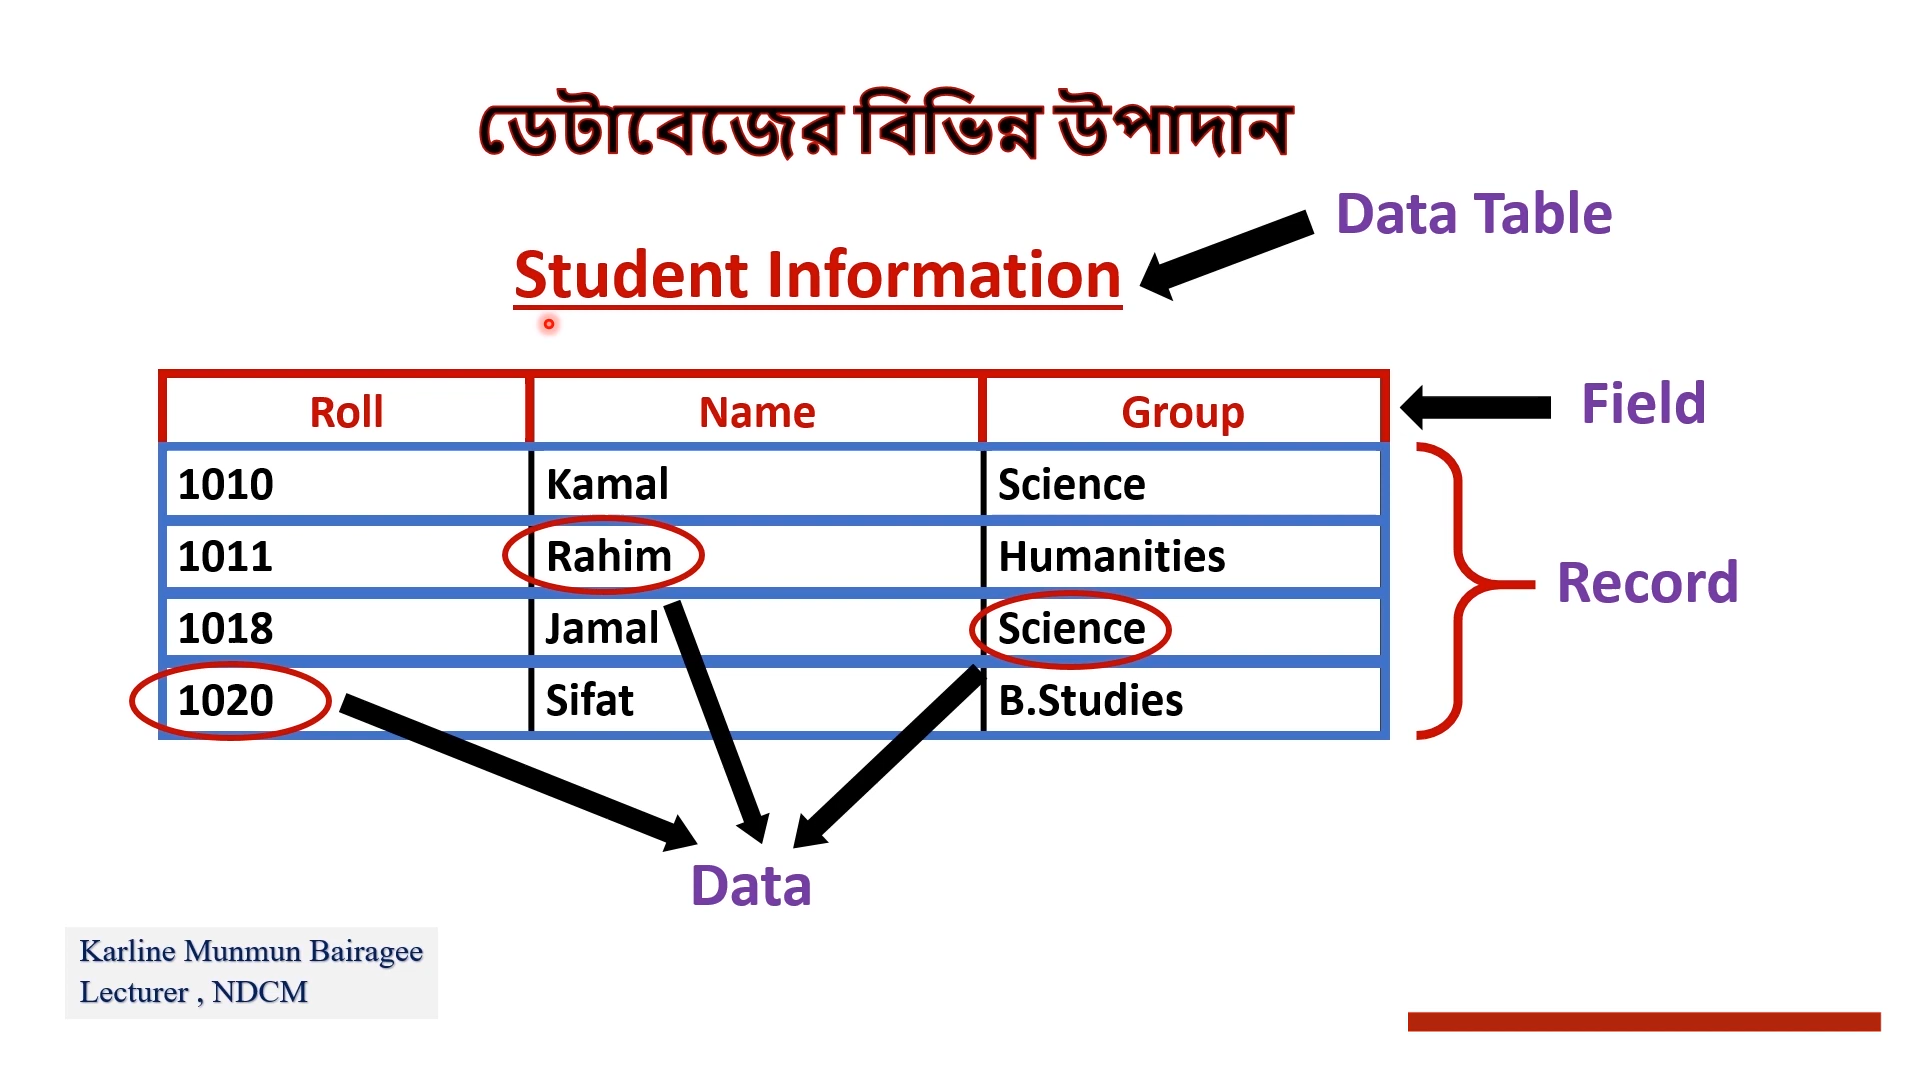 ডেটাবেজের বিভিন্ন উপাদান
Data Table
Student Information
Roll Name Group
Field
1010 Kamal Science
1011 Rahim Humanities
Record
1018 Jamal Science
1020 Sifat B.Studies
Data
Karline Munmun Bairagee
Lecturer , NDCM